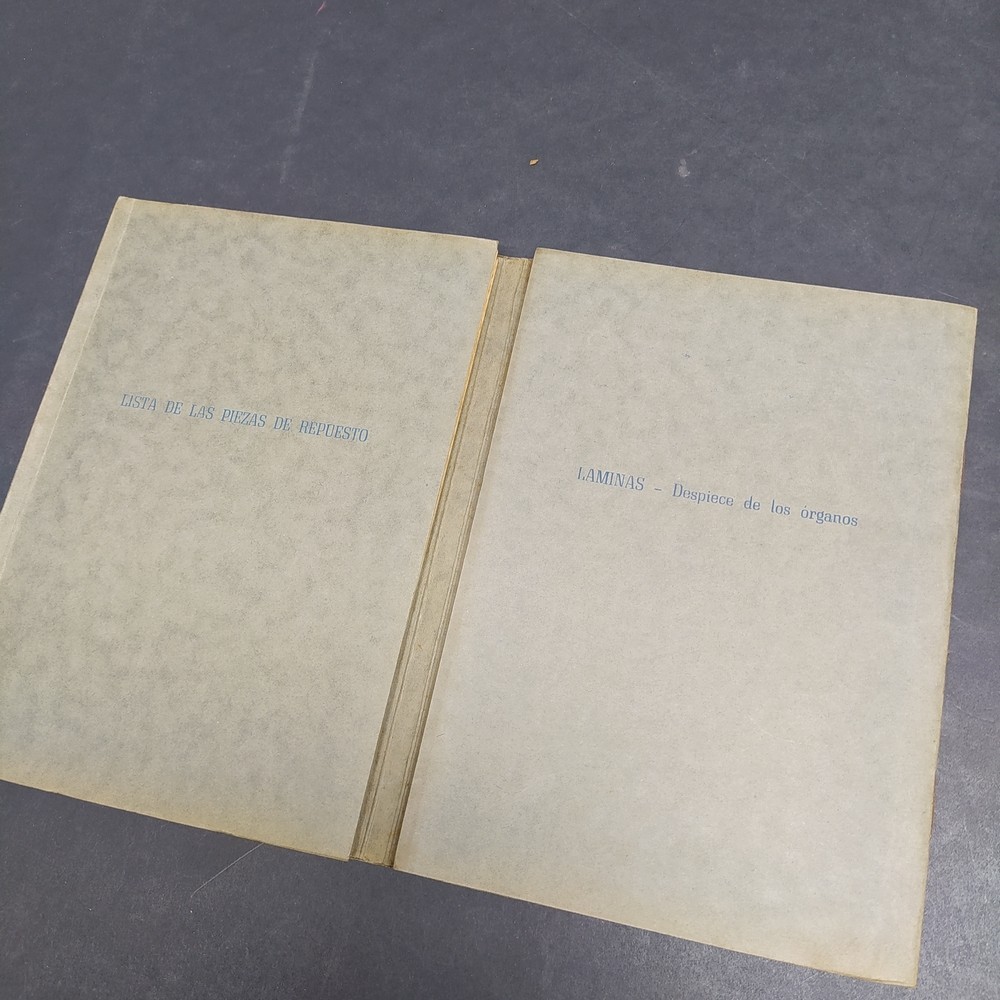 LISTA DE LAS PIEZAS DE REPUESTO
LAMINAS - Despiece de los órganos